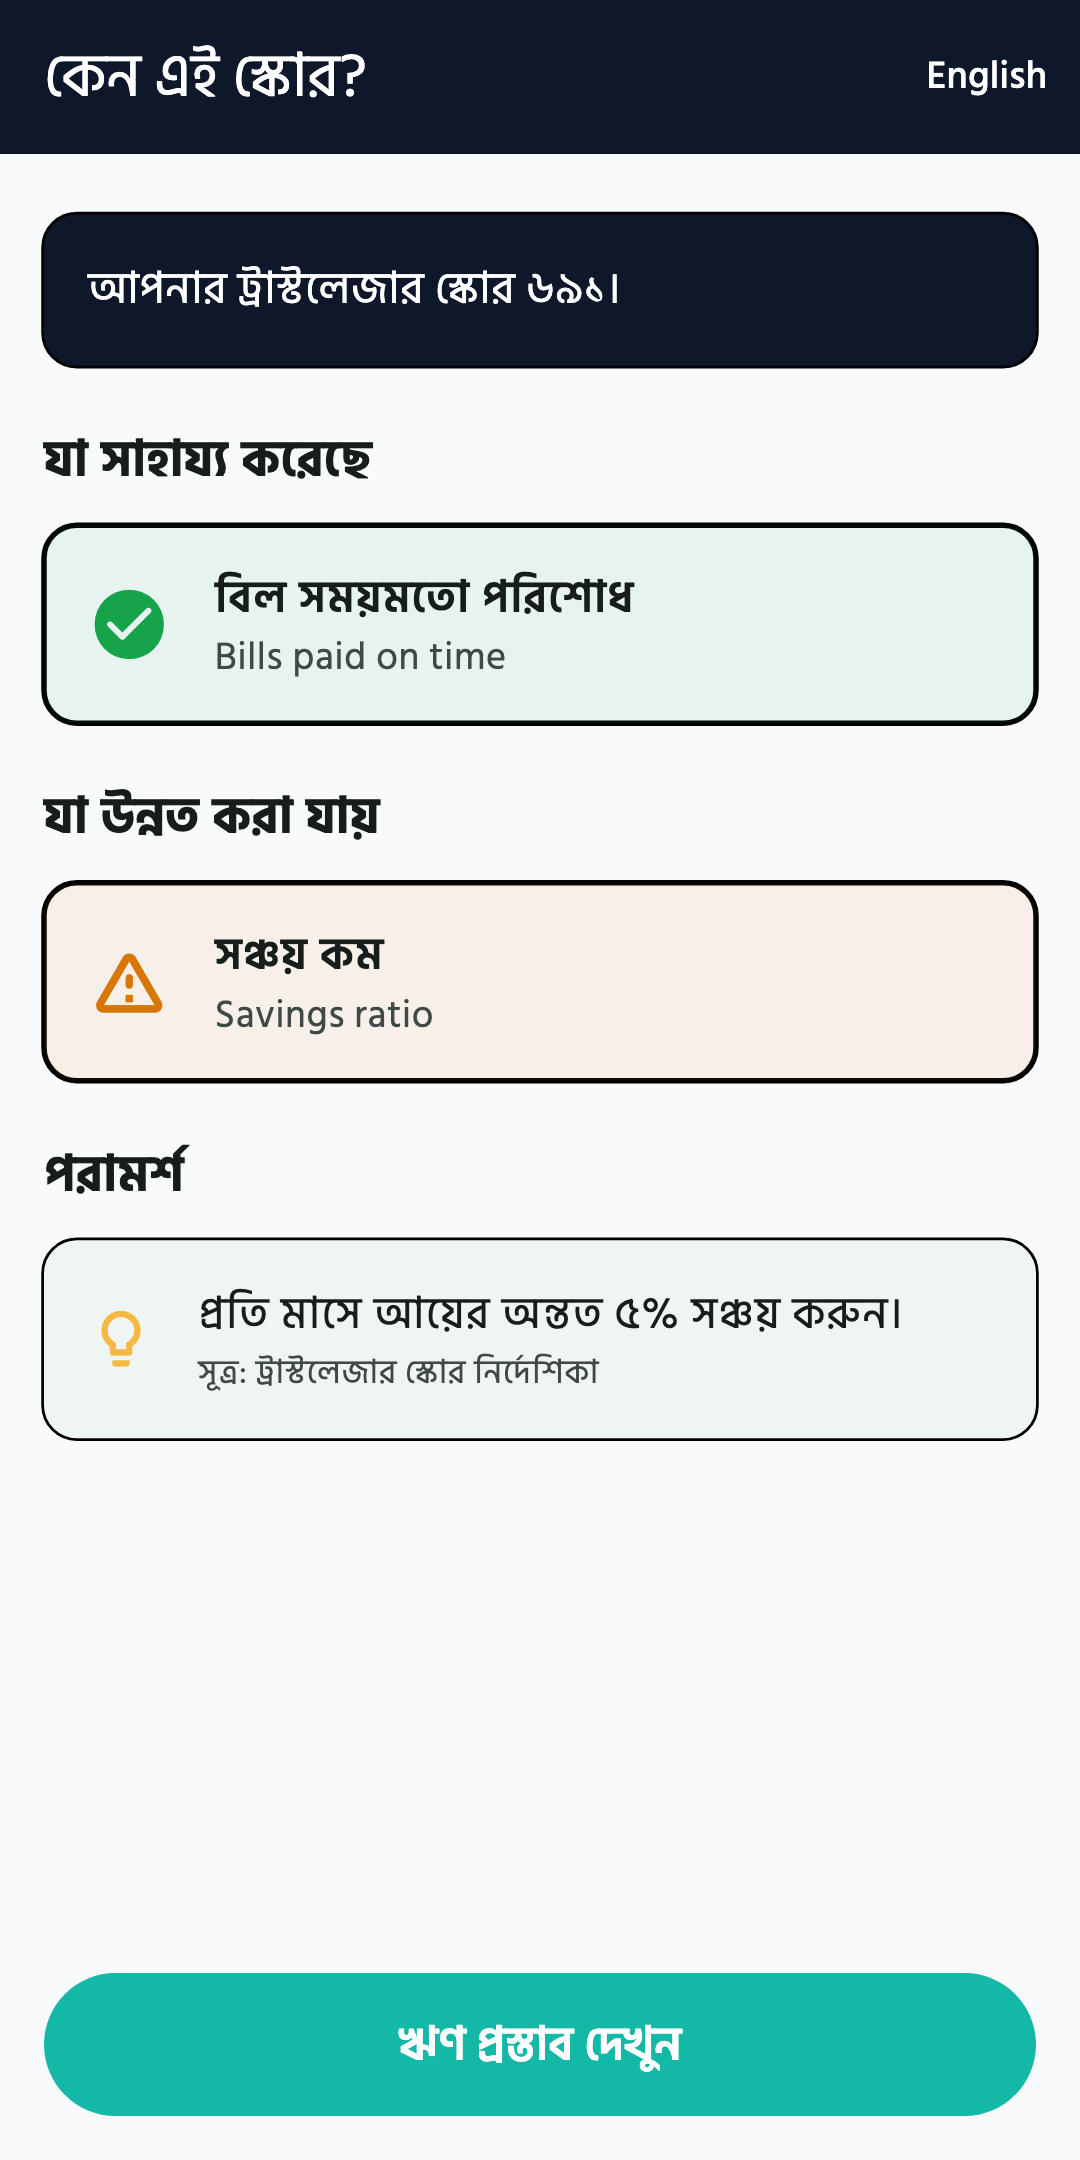 কেন এই স্কোর?
English
আপনার ট্রাস্টলেজার স্কোর ৬৯১।
যা সাহায্য করেছে
বিল সময়মতো পরিশোধ
Bills paid on time
যা উন্নত করা যায়
সঞ্চয় কম
Savings ratio
পরামর্শ
প্রতি মাসে আয়ের অন্তত ৫% সঞ্চয় করুন।
সূত্র: ট্রাস্টলেজার স্কোর নির্দেশিকা
ঋণ প্রস্তাব দেখুন